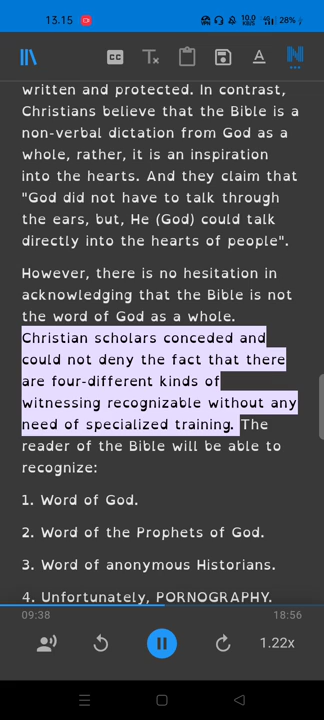 13.15
10.0
KB/S
4G
28%
CC
Tx
A
N
written and protected. In contrast,
Christians believe that the Bible is a
non-verbal dictation from God as a
whole, rather, it is an inspiration
into the hearts. And they claim that
"God did not have to talk through
the ears, but, He (God) could talk
directly into the hearts of people".
However, there is no hesitation in
acknowledging that the Bible is not
the word of God as a whole.
Christian scholars conceded and
could not deny the fact that there
are four-different kinds of
witnessing recognizable without any
need of specialized training. The
reader of the Bible will be able to
recognize:
1. Word of God.
2. Word of the Prophets of God.
3. Word of anonymous Historians.
4. Unfortunately, PORNOGRAPHY.
09:38
18:56
1.22x